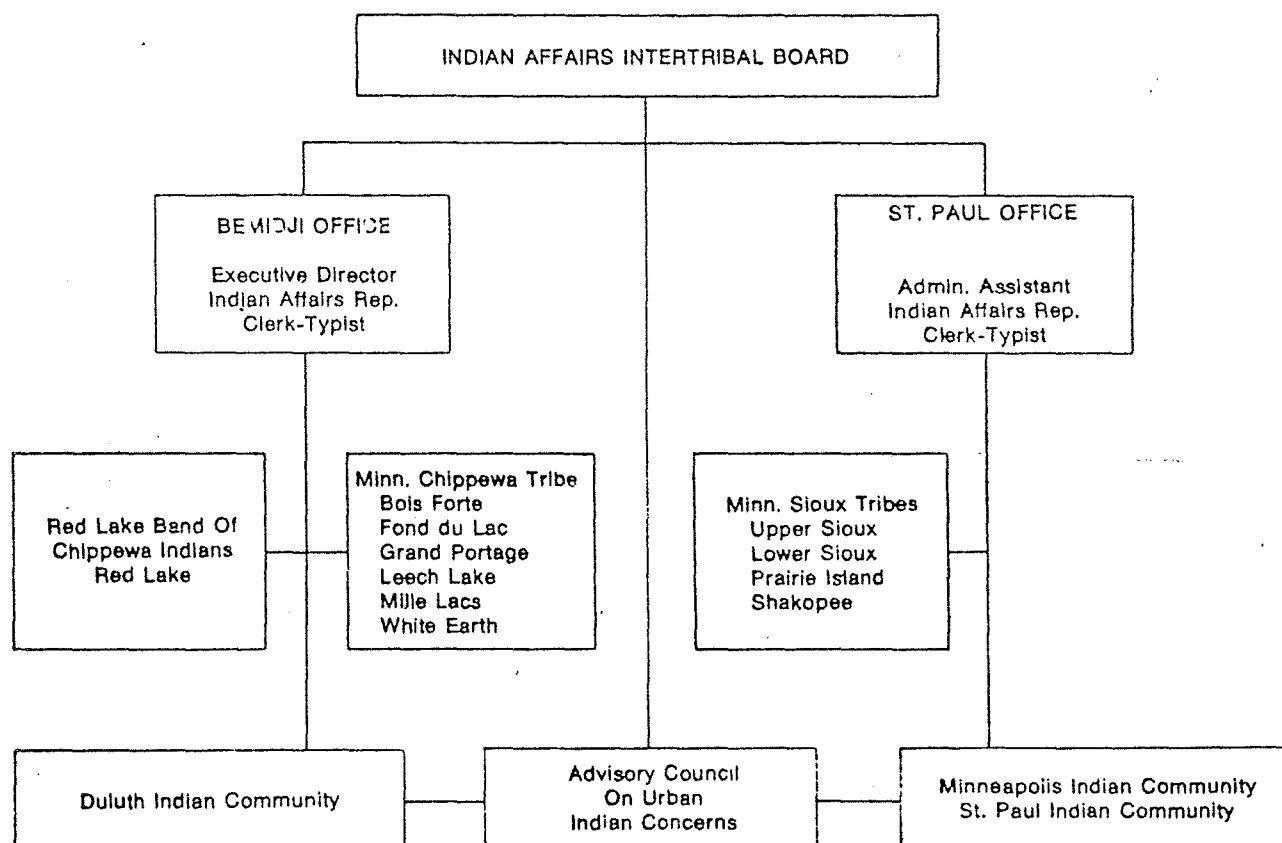 INDIAN AFFAIRS INTERTRIBAL BOARD
BEMIDJI OFFICE
Executive Director
Indian Affairs Rep.
Clerk-Typist
ST. PAUL OFFICE
Admin. Assistant
Indian Affairs Rep.
Clerk-Typist
Red Lake Band Of
Chippewa Indians
Red Lake
Minn. Chippewa Tribe
Bois Forte
Fond du Lac
Grand Portage
Leech Lake
Mille Lacs
White Earth
Minn. Sioux Tribes
Upper Sioux
Lower Sioux
Prairie Island
Shakopee
Duluth Indian Community
Advisory Council
On Urban
Indian Concerns
Minneapolis Indian Community
St. Paul Indian Community